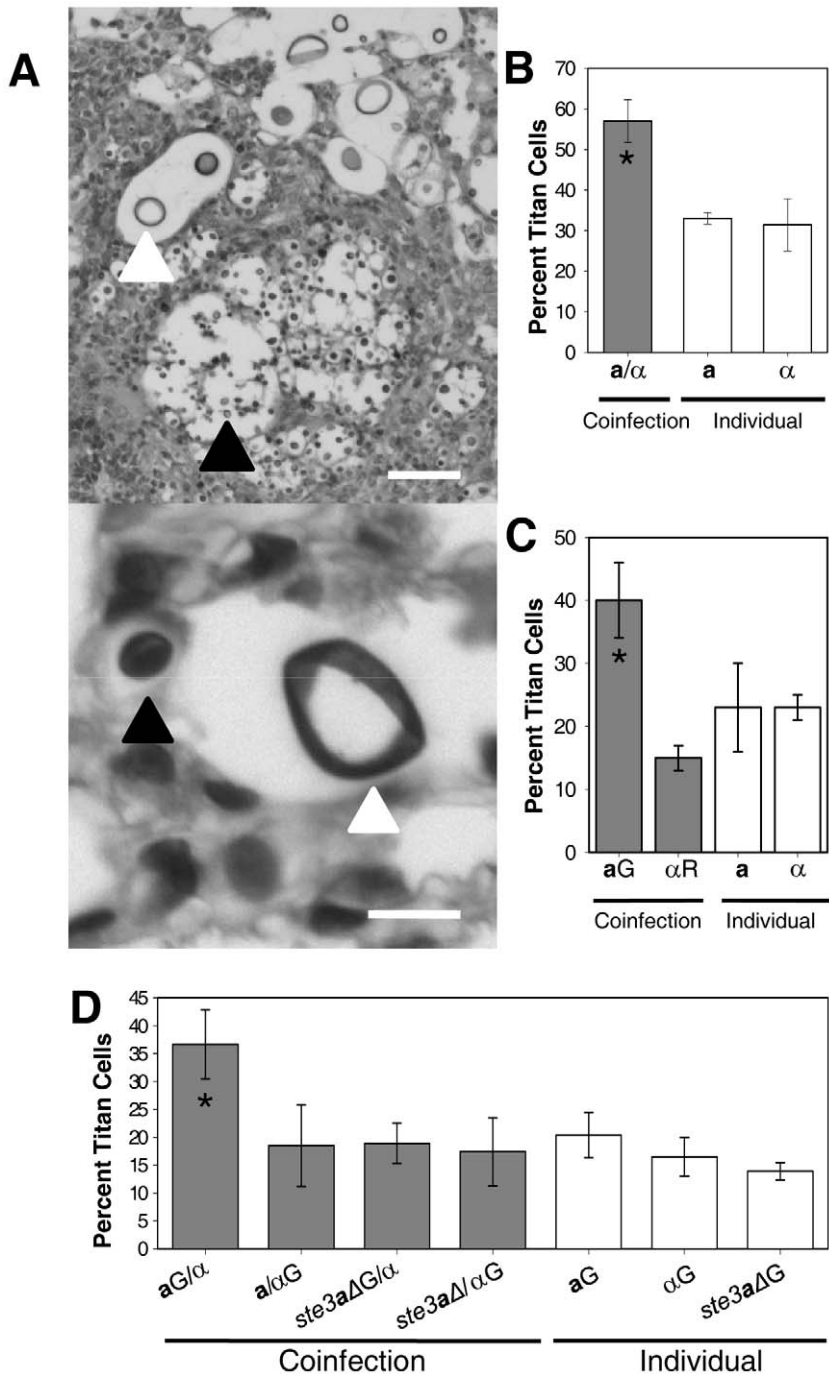 A
B
Percent Titan Cells
70
60
50
40
30
20
10
0
*
a/α
a
α
Coinfection
Individual
C
Percent Titan Cells
50
40
30
20
10
0
*
aG
αR
a
α
Coinfection
Individual
D
Percent Titan Cells
45
40
35
30
25
20
15
10
5
0
*
aG/α
a/αG
ste3aΔG/α
ste3aΔ/αG
aG
αG
ste3aΔG
Coinfection
Individual